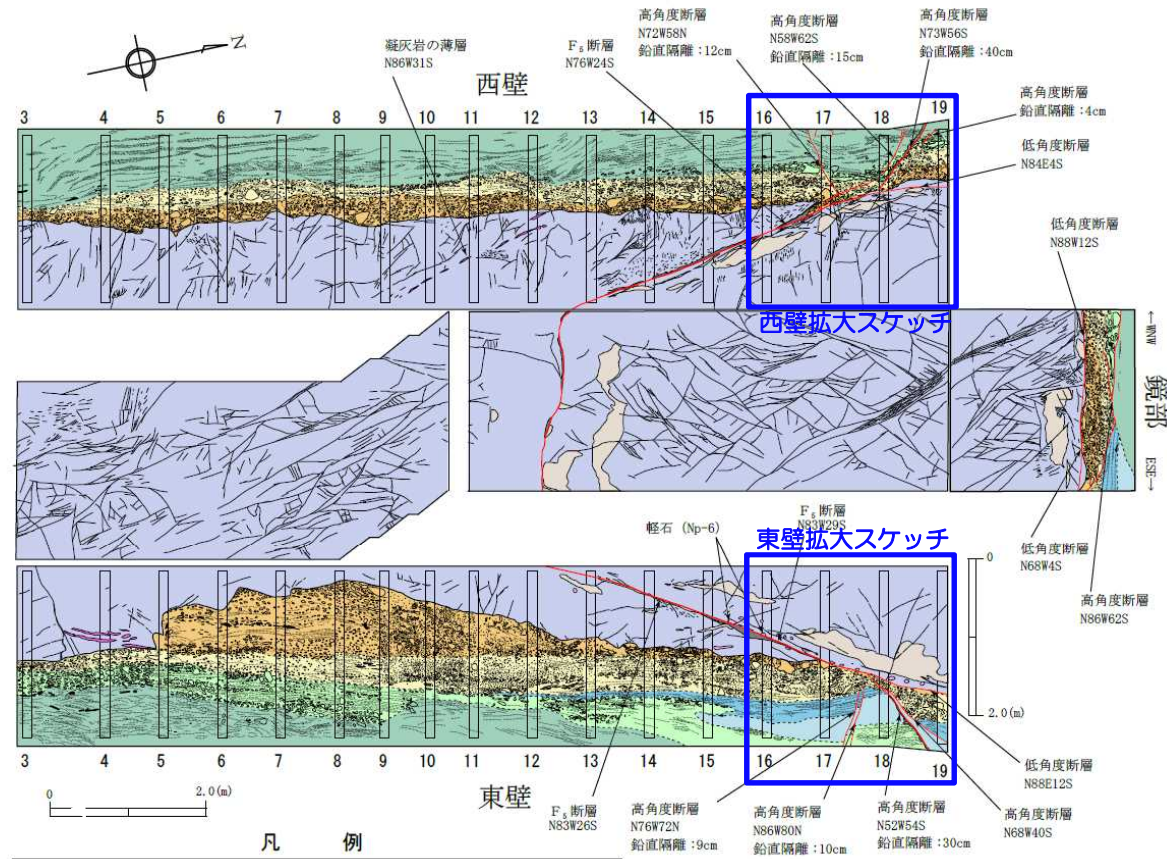 N
凝灰岩の薄層
N86W31S
西壁
F₅断層
N76W24S
高角度断層
N72W58N
鉛直隔離:12cm
高角度断層
N58W62S
鉛直隔離:15cm
高角度断層
N73W56S
鉛直隔離:40cm
高角度断層
鉛直隔離:4cm
低角度断層
N84E4S
3 4 5 6 7 8 9 10 11 12 13 14 15 16 17 18 19
西壁拡大スケッチ
低角度断層
N88W12S
←WNW
鏡部
ESE→
軽石 (Np-6)
F₅断層
N83W29S
東壁拡大スケッチ
低角度断層
N68W4S
高角度断層
N86W62S
0
2.0(m)
3 4 5 6 7 8 9 10 11 12 13 14 15 16 17 18 19
0 2.0(m)
東壁
F₅断層
N83W26S
高角度断層
N76W72N
鉛直隔離:9cm
高角度断層
N86W80N
鉛直隔離:10cm
高角度断層
N52W54S
鉛直隔離:30cm
高角度断層
N68W40S
低角度断層
N88E12S
凡 例